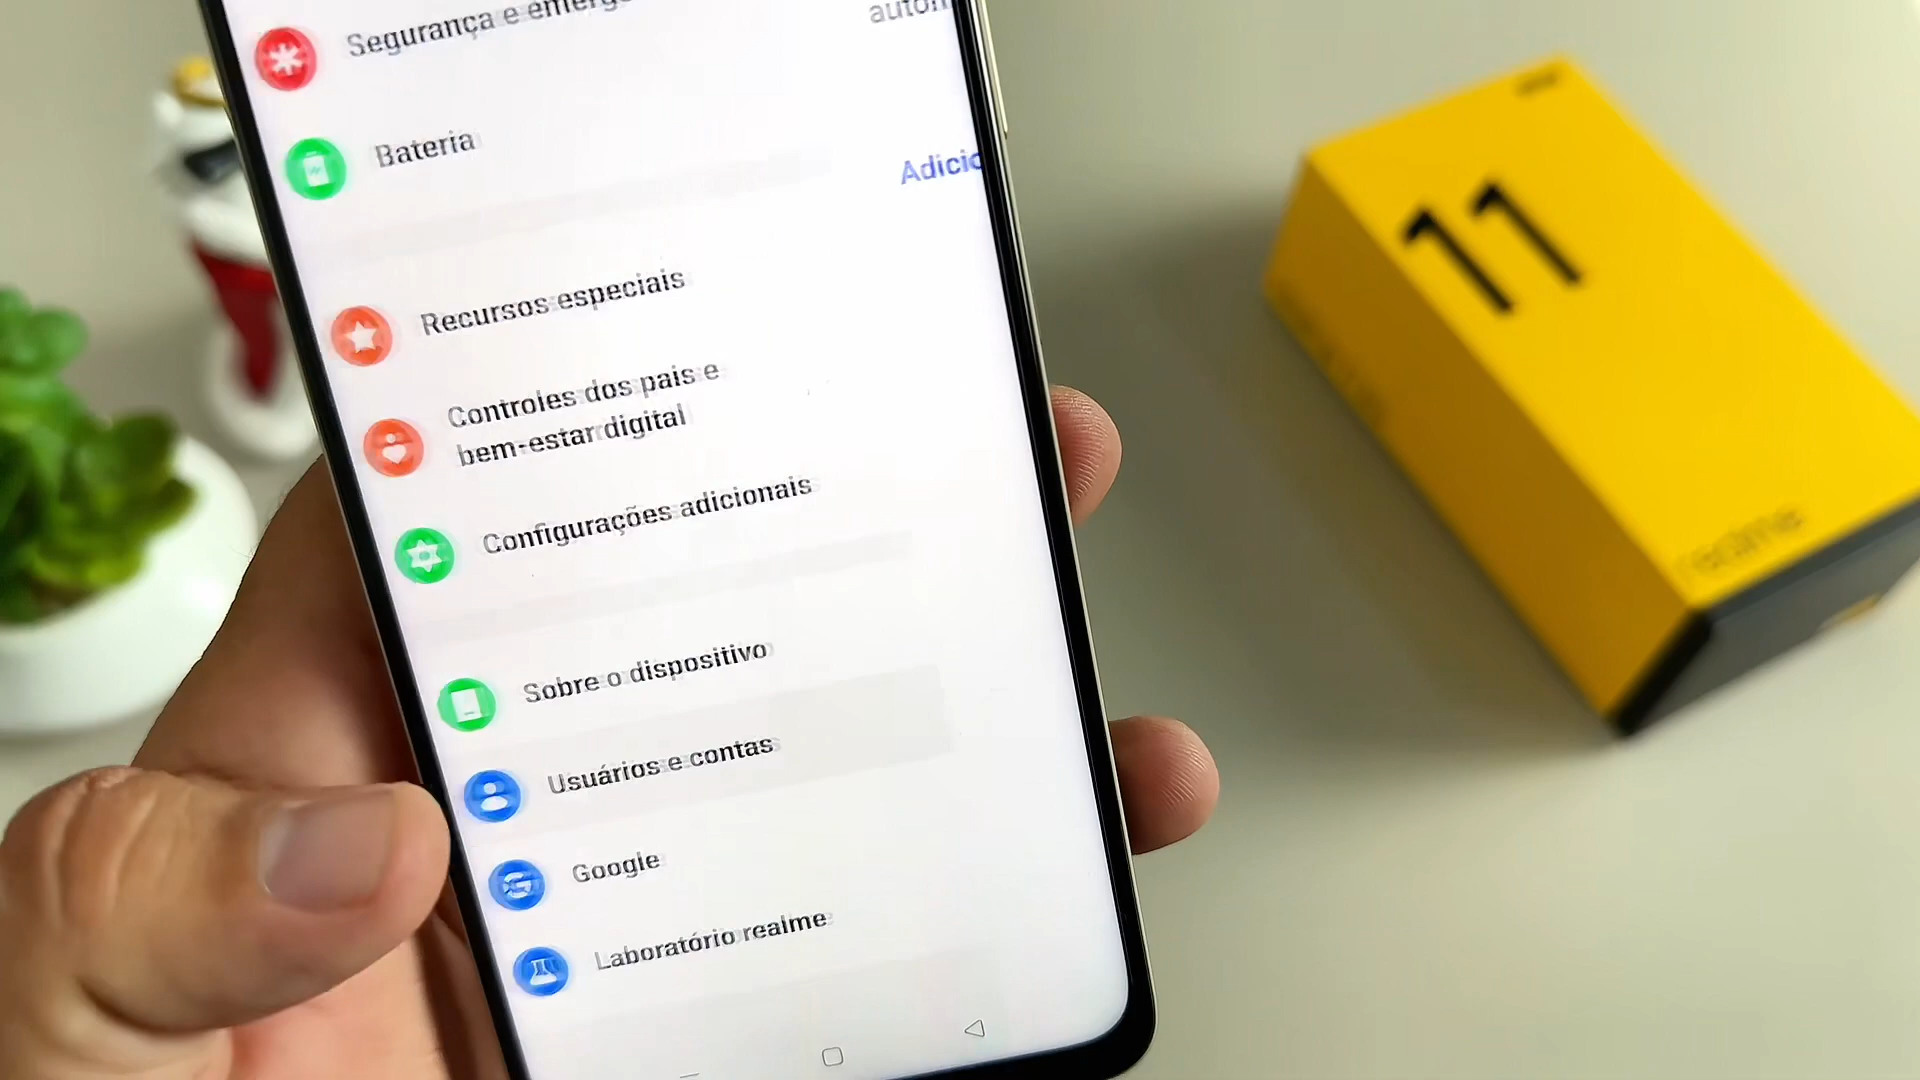 Segurança e
Bateria
Recursos especiais
Controles dos pais e
bem-estar digital
Configurações adicionais
Sobre o dispositivo
Usuários e contas
Google
Laboratório realme
11
realme